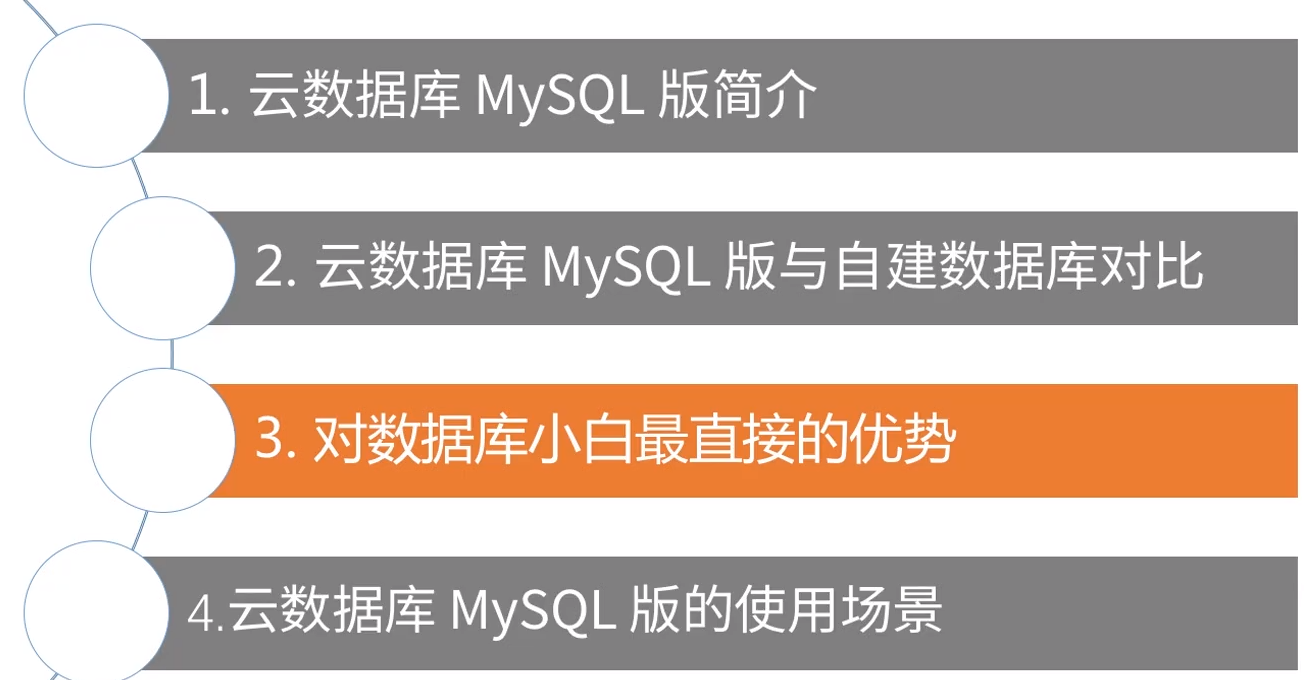 1. 云数据库 MySQL 版简介
2. 云数据库 MySQL 版与自建数据库对比
3. 对数据库小白最直接的优势
4.云数据库 MySQL 版的使用场景